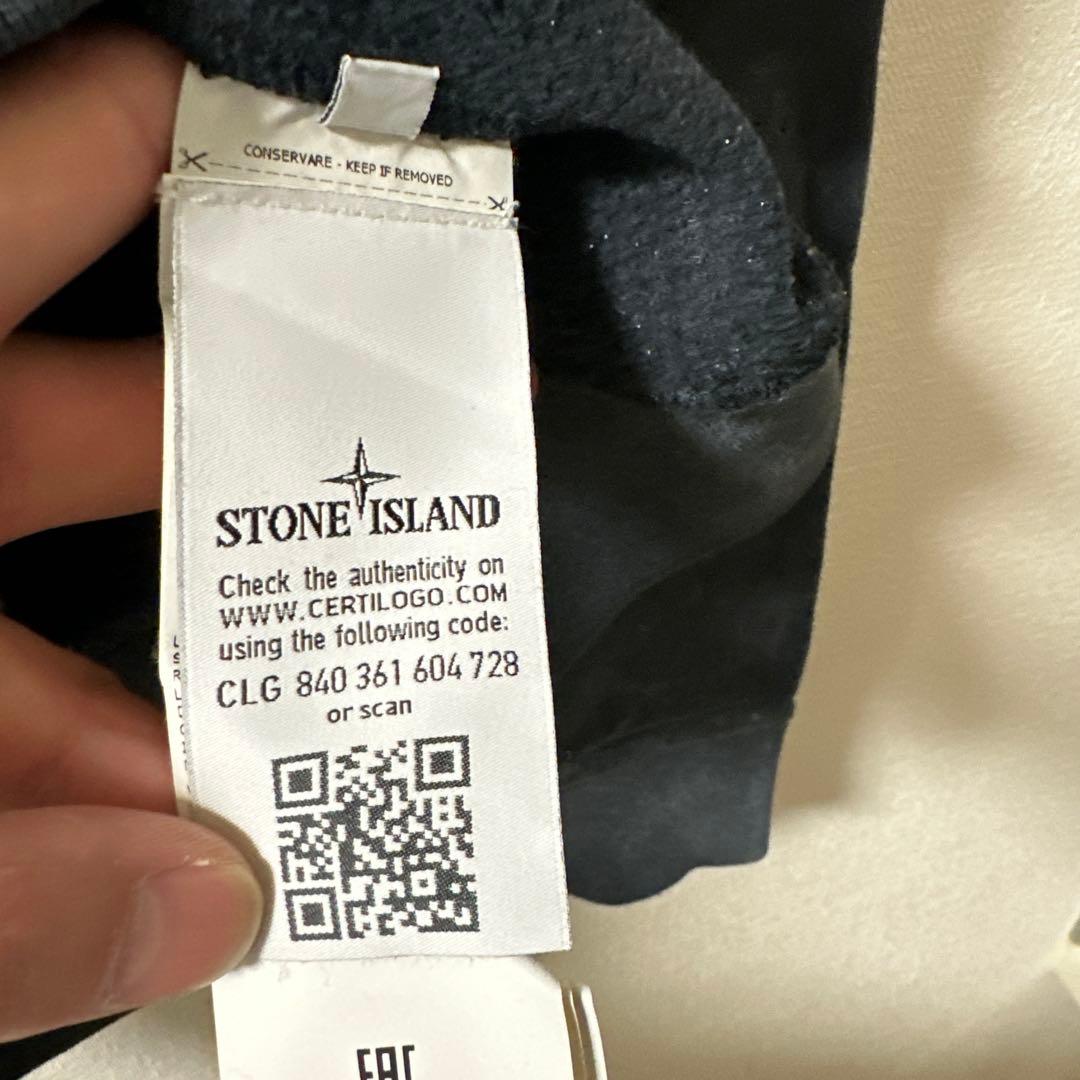 CONSERVARE - KEEP IF REMOVED
STONE ISLAND
Check the authenticity on
WWW.CERTILOGO.COM
using the following code:
CLG 840 361 604 728
or scan
EAC